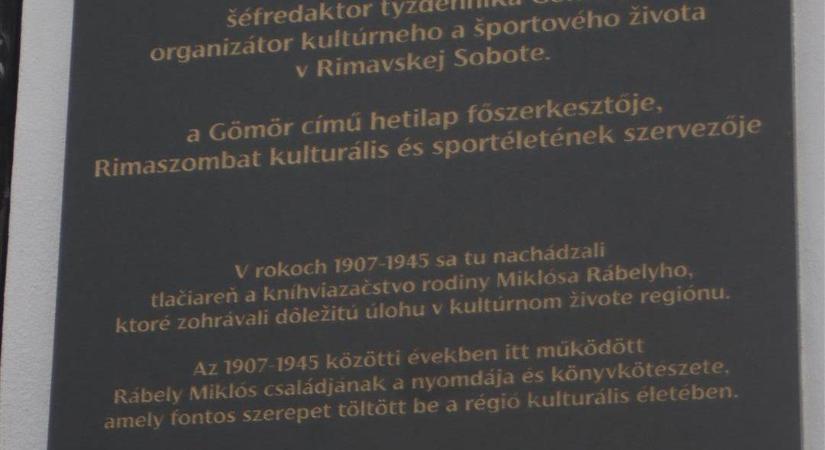 šéfredaktor týždenníka
organizátor kultúrneho a športového života
v Rimavskej Sobote.
a Gömör című hetilap főszerkesztője,
Rimaszombat kulturális és sportéletének szervezője
V rokoch 1907-1945 sa tu nachádzali
tlačiareň a kníhviazačstvo rodiny Miklósa Rábelyho,
ktoré zohrávali dôležitú úlohu v kultúrnom živote regiónu.
Az 1907-1945 közötti években itt működött
Rábely Miklós családjának a nyomdája és könyvkötészete,
amely fontos szerepet töltött be a régió kulturális életében.